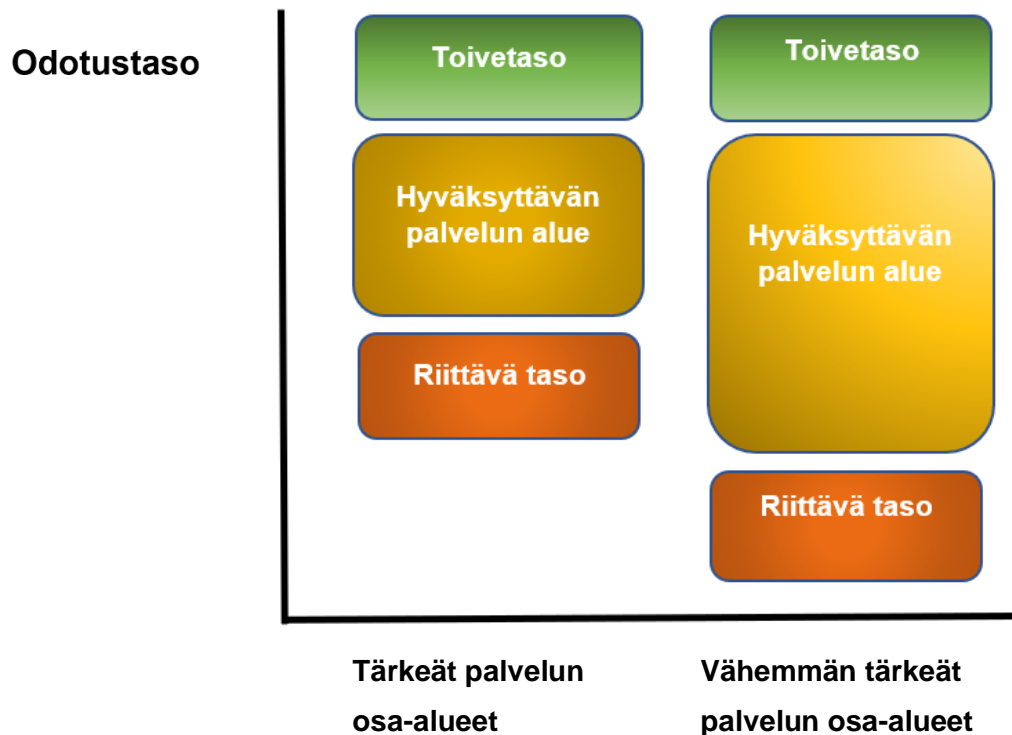 Odotustaso
Toivetaso
Hyväksyttävän
palvelun alue
Riittävä taso
Toivetaso
Hyväksyttävän
palvelun alue
Riittävä taso
Tärkeät palvelun
osa-alueet
Vähemmän tärkeät
palvelun osa-alueet